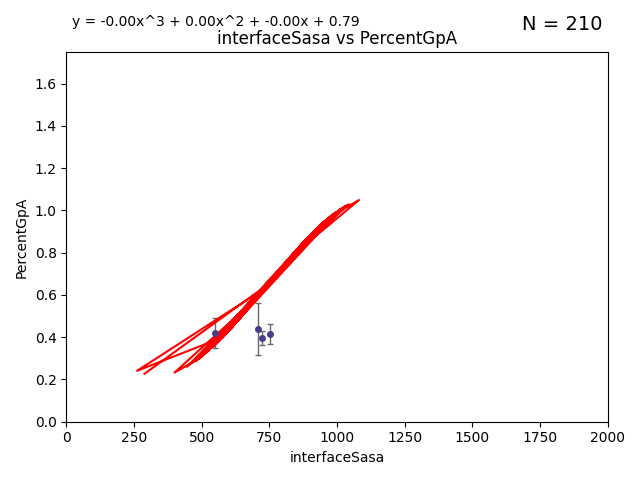 y = -0.00x^3 + 0.00x^2 + -0.00x + 0.79
N = 210
interfaceSasa vs PercentGpA
PercentGpA
1.6
1.4
1.2
1.0
0.8
0.6
0.4
0.2
0.0
0 250 500 750 1000 1250 1500 1750 2000
interfaceSasa